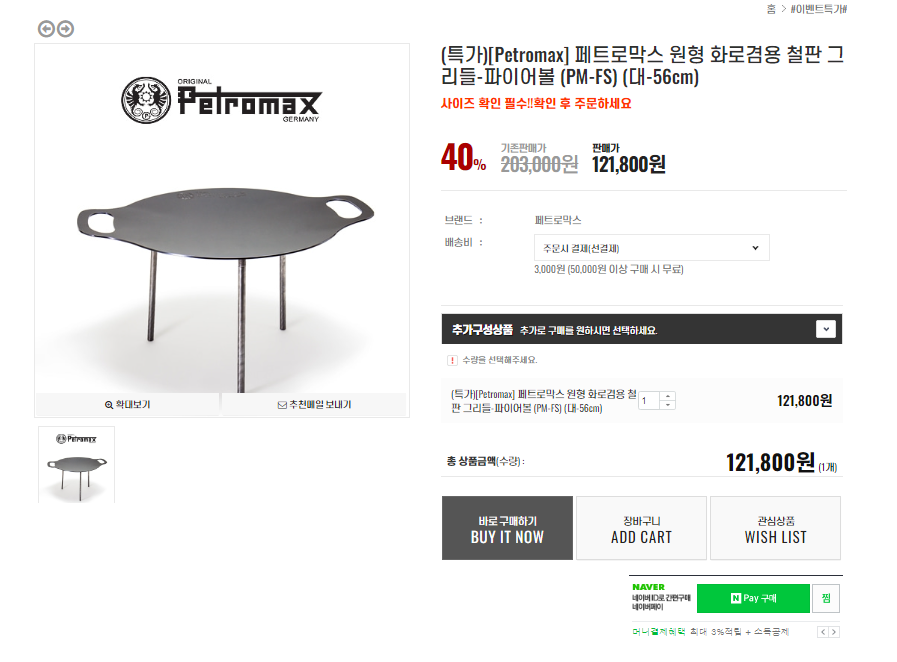 홈 > #이벤트특가#
ORIGINAL
Petromax
GERMANY
확대보기
추천메일 보내기
Petromax
(특가)[Petromax] 페트로막스 원형 화로겸용 철판 그
리들-파이어볼 (PM-FS) (대-56cm)
사이즈 확인 필수!!확인 후 주문하세요
40%
기존판매가
203,000원
판매가
121,800원
브랜드 :
페트로막스
배송비 :
주문시 결제(선결제)
3,000원 (50,000원 이상 구매 시 무료)
추가구성상품 추가로 구매를 원하시면 선택하세요.
! 수량을 선택해주세요.
(특가)[Petromax] 페트로막스 원형 화로겸용 철
판 그리들-파이어볼 (PM-FS) (대-56cm)
1
121,800원
총 상품금액(수량) :
121,800원 (1개)
바로 구매하기
BUY IT NOW
장바구니
ADD CART
관심상품
WISH LIST
NAVER
네이버ID로 간편구매
네이버페이
N Pay 구매
찜
머니결제혜택 최대 3%적립 + 소득공제